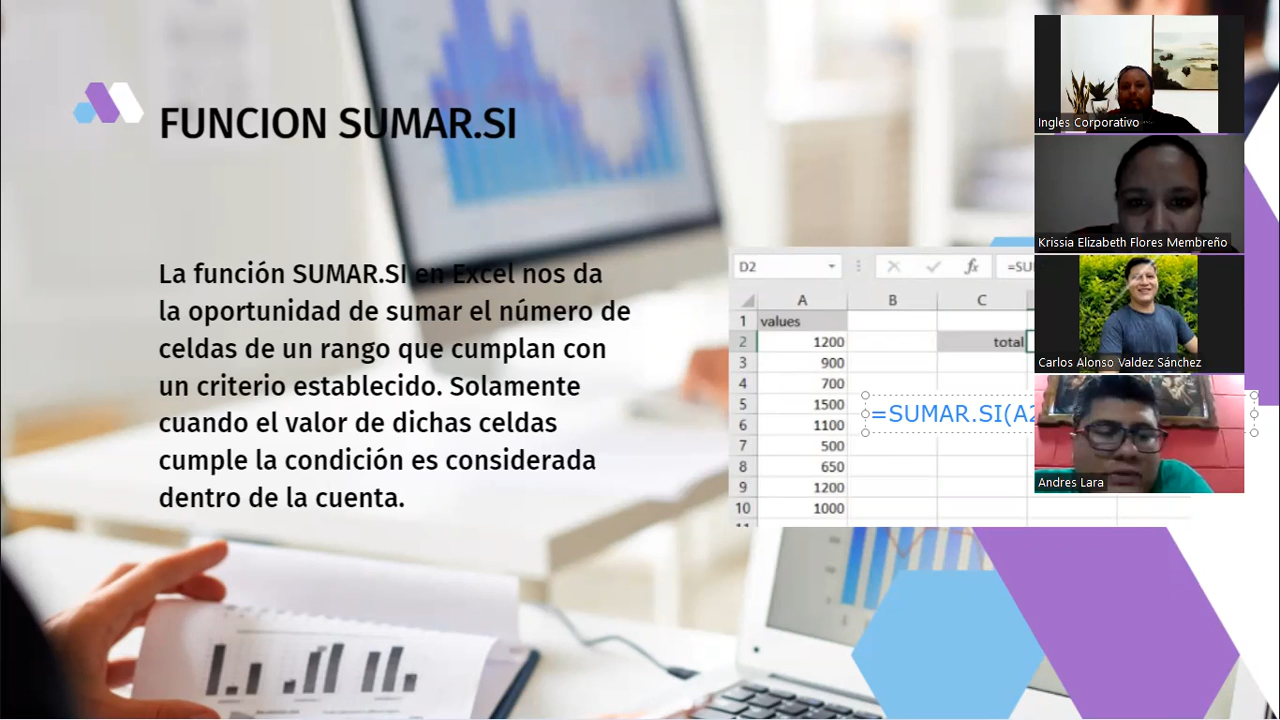 FUNCION SUMAR.SI
La función SUMAR.SI en Excel nos da
la oportunidad de sumar el número de
celdas de un rango que cumplan con
un criterio establecido. Solamente
cuando el valor de dichas celdas
cumple la condición es considerada
dentro de la cuenta.
D2 fx =SU
A B C
1 values
2 1200 total
3 900
4 700
5 1500
6 1100
7 500
8 650
9 1200
10 1000
=SUMAR.SI(A2
Ingles Corporativo
Krissia Elizabeth Flores Membreño
Carlos Alonso Valdez Sánchez
Andres Lara